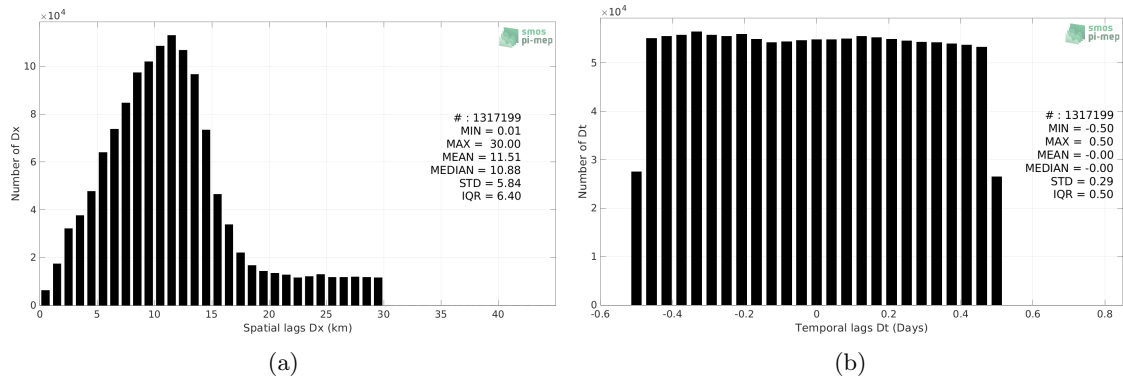 ×10⁴
10
8
6
4
2
0
Number of Dx
0
5
10
15
20
25
30
35
40
Spatial lags Dx (km)
smos
pi-mep
# : 1317199
MIN = 0.01
MAX = 30.00
MEAN = 11.51
MEDIAN = 10.88
STD = 5.84
IQR = 6.40
(a)
×10⁴
5
4
3
2
1
0
Number of Dt
-0.6
-0.4
-0.2
0
0.2
0.4
0.6
0.8
Temporal lags Dt (Days)
smos
pi-mep
# : 1317199
MIN = -0.50
MAX = 0.50
MEAN = -0.00
MEDIAN = -0.00
STD = 0.29
IQR = 0.50
(b)